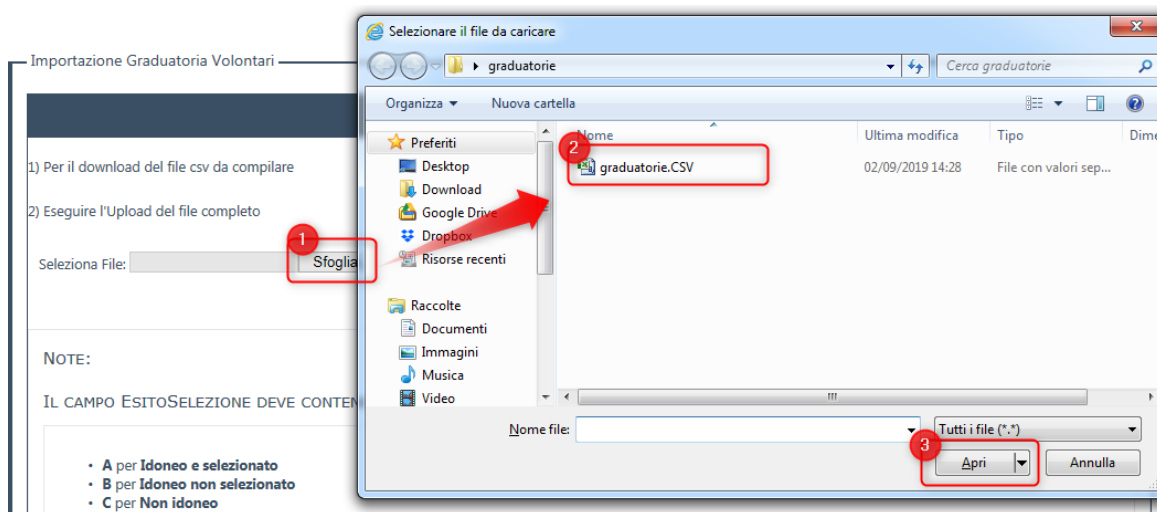 Importazione Graduatoria Volontari
1) Per il download del file csv da compilare
2) Eseguire l'Upload del file completo
1
Seleziona File:
Sfoglia
NOTE:
IL CAMPO ESITOSELEZIONE DEVE CONTEN
• A per Idoneo e selezionato
• B per Idoneo non selezionato
• C per Non idoneo
Selezionare il file da caricare
graduatorie
Cerca graduatorie
Organizza
Nuova cartella
Preferiti
Desktop
Download
Google Drive
Dropbox
Risorse recenti
Raccolte
Documenti
Immagini
Musica
Video
Nome
Ultima modifica
Tipo
Dime
2
graduatorie.CSV
02/09/2019 14:28
File con valori sep...
Nome file:
Tutti i file (*.*)
3
Apri
Annulla